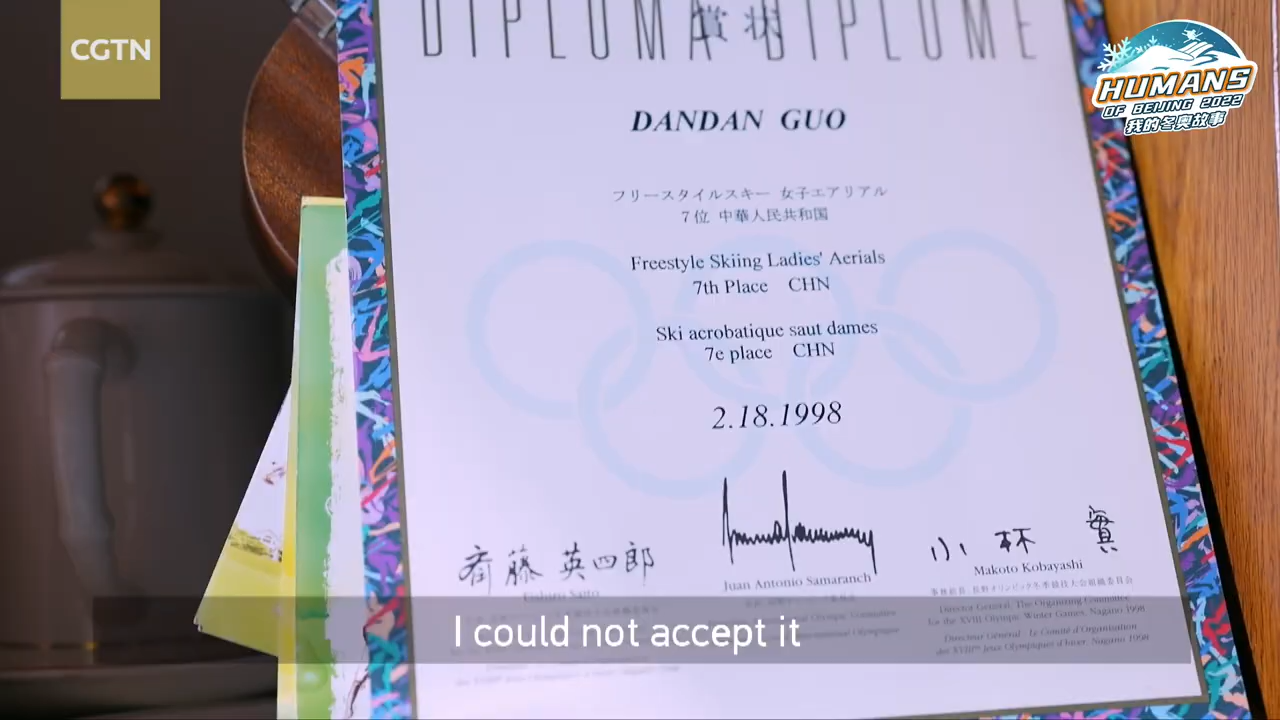 CGTN
HUMANS
OF BEIJING 2022
我的冬奥故事
DIPLOMA 賞状 DIPLÔME
DANDAN GUO
フリースタイルスキー 女子エアリアル
7位 中華人民共和国
Freestyle Skiing Ladies' Aerials
7th Place CHN
Ski acrobatique saut dames
7e place CHN
2.18.1998
斉藤英四郎
小林實
Eishiro Saito
Juan Antonio Samaranch
Makoto Kobayashi
Director General, The Organizing Committee
for the XVIII Olympic Winter Games, Nagano 1998
Directeur Général - Le Comité d'Organisation
des XVIIIes Jeux Olympiques d'hiver, Nagano 1998
I could not accept it